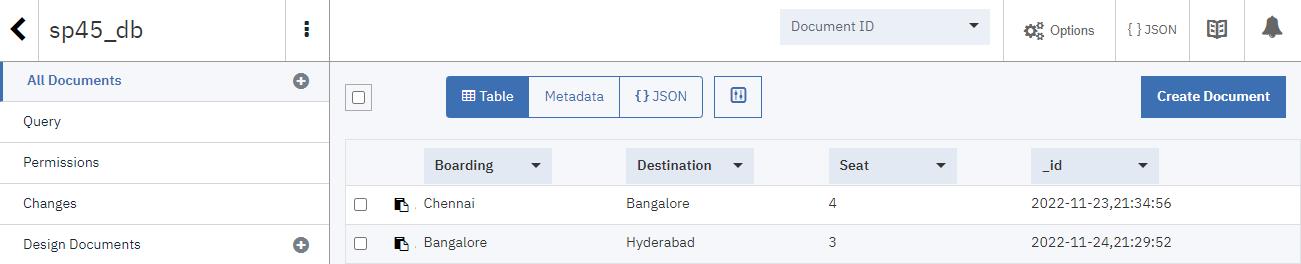 sp45_db
Document ID
Options
{ } JSON
All Documents
Query
Permissions
Changes
Design Documents
Table
Metadata
{} JSON
Create Document
Boarding Destination Seat _id
Chennai Bangalore 4 2022-11-23,21:34:56
Bangalore Hyderabad 3 2022-11-24,21:29:52